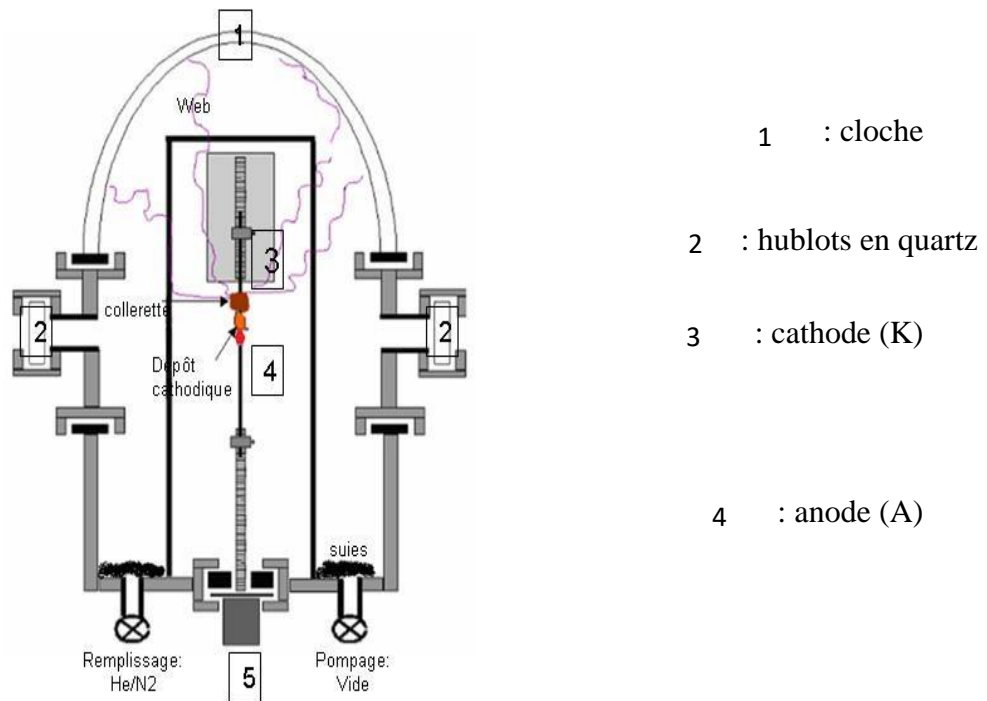 1
Web
3
collerette
2
2
4
Dépôt
cathodique
suies
Remplissage:
He/N2
5
Pompage:
Vide
1 : cloche
2 : hublots en quartz
3 : cathode (K)
4 : anode (A)